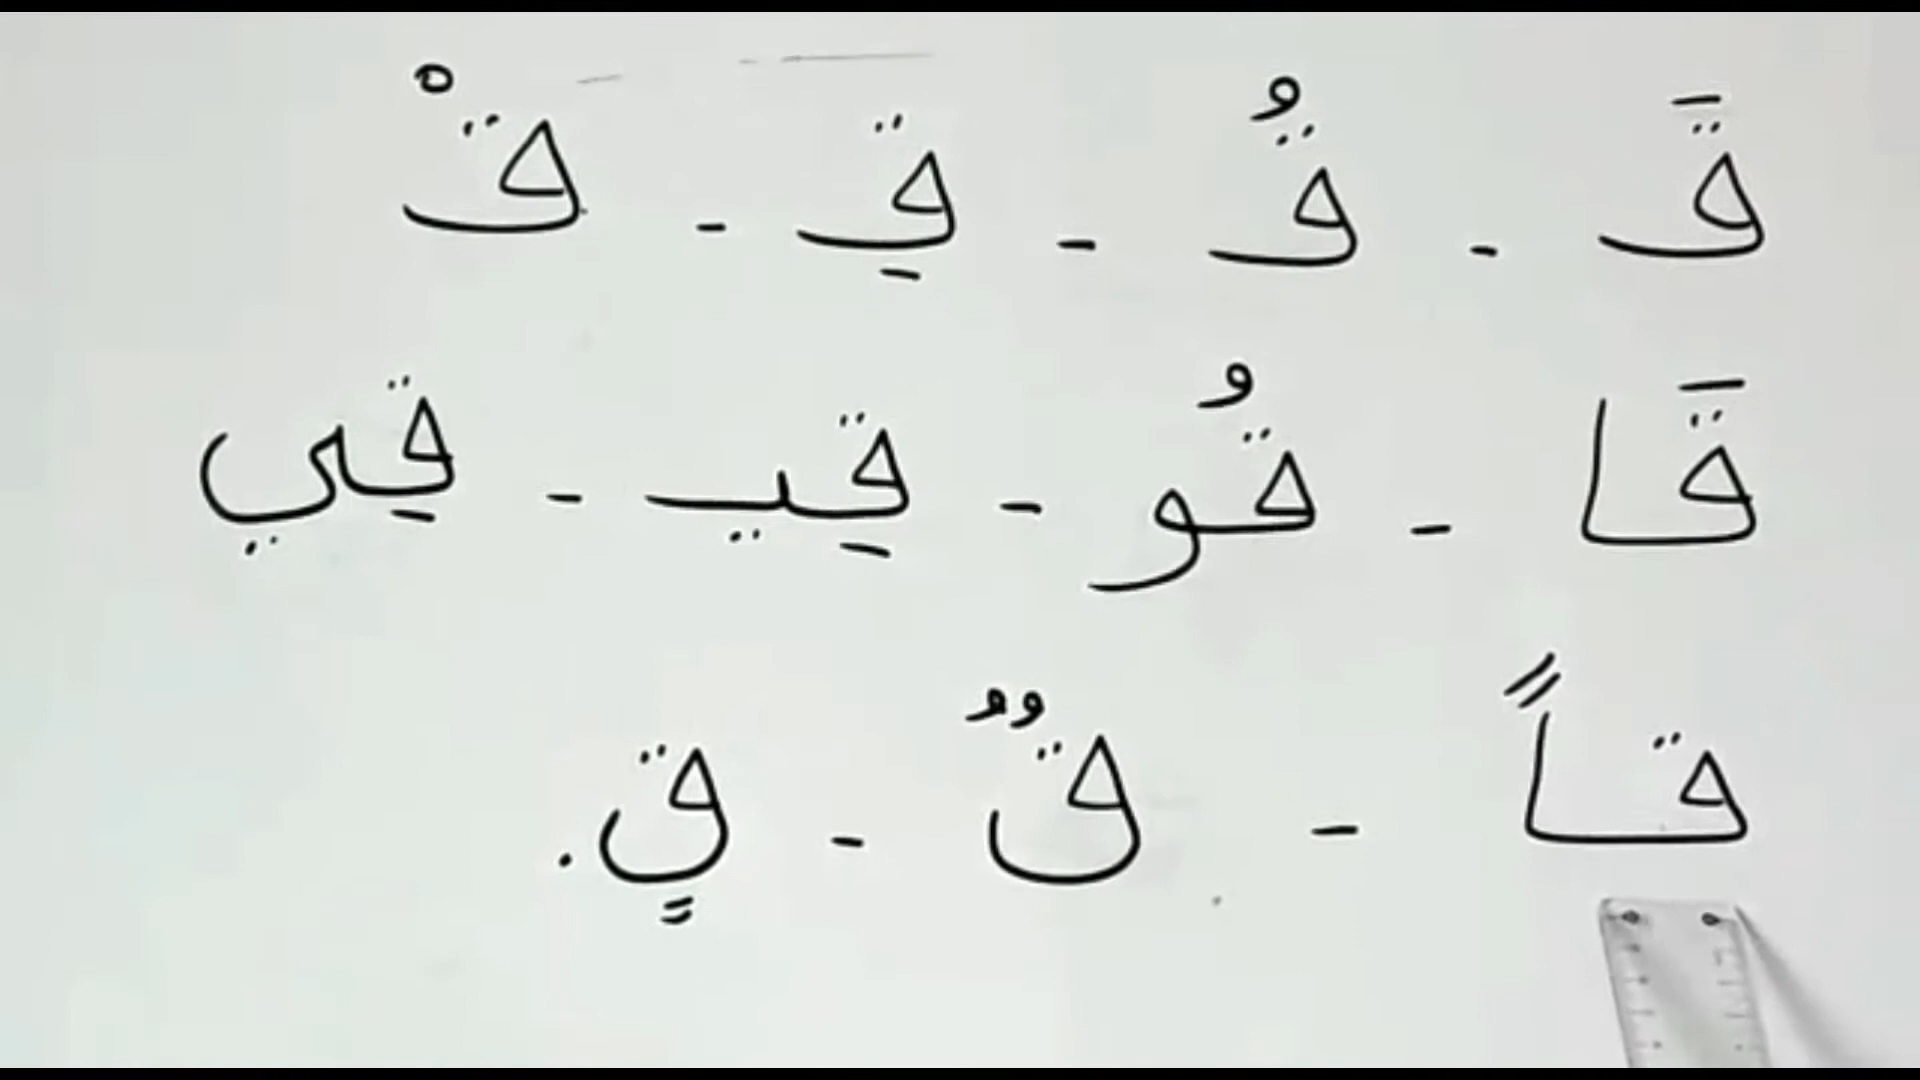 قَـ - قُـ - قِـ - قْـ
قَا - قُو - قِيـ - قِي
قاً - قٌ - قٍ .